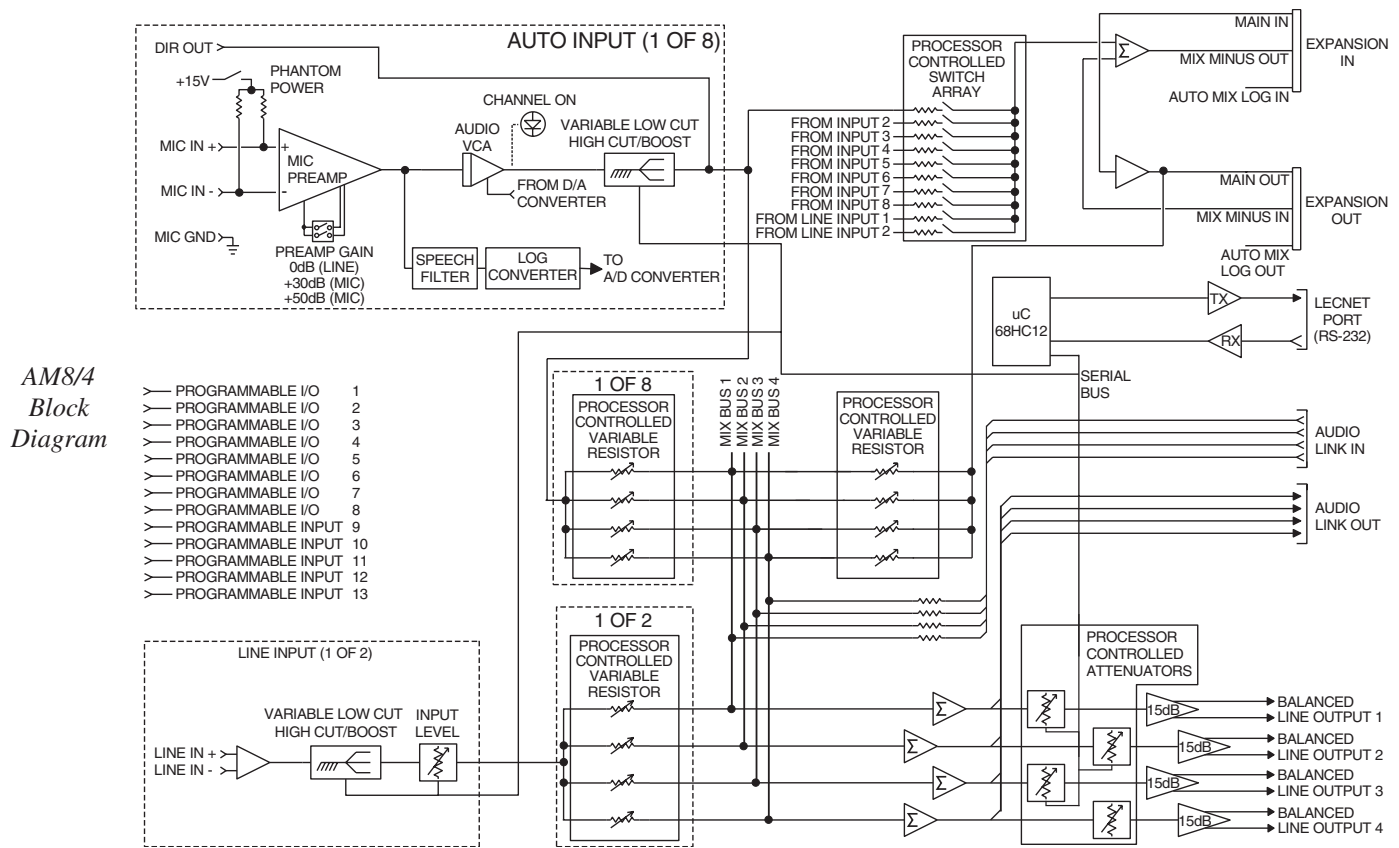 AM8/4
Block
Diagram
AUTO INPUT (1 OF 8)
DIR OUT
+15V
PHANTOM
POWER
MIC IN +
MIC IN -
MIC GND
+
-
MIC
PREAMP
PREAMP GAIN
0dB (LINE)
+30dB (MIC)
+50dB (MIC)
CHANNEL ON
AUDIO
VCA
FROM D/A
CONVERTER
VARIABLE LOW CUT
HIGH CUT/BOOST
SPEECH
FILTER
LOG
CONVERTER
TO
A/D CONVERTER
PROCESSOR
CONTROLLED
SWITCH
ARRAY
FROM INPUT 2
FROM INPUT 3
FROM INPUT 4
FROM INPUT 5
FROM INPUT 6
FROM INPUT 7
FROM INPUT 8
FROM LINE INPUT 1
FROM LINE INPUT 2
Σ
MAIN IN
MIX MINUS OUT
AUTO MIX LOG IN
EXPANSION
IN
MAIN OUT
MIX MINUS IN
AUTO MIX
LOG OUT
EXPANSION
OUT
uC
68HC12
TX
RX
LECNET
PORT
(RS-232)
SERIAL
BUS
PROGRAMMABLE I/O 1
PROGRAMMABLE I/O 2
PROGRAMMABLE I/O 3
PROGRAMMABLE I/O 4
PROGRAMMABLE I/O 5
PROGRAMMABLE I/O 6
PROGRAMMABLE I/O 7
PROGRAMMABLE I/O 8
PROGRAMMABLE INPUT 9
PROGRAMMABLE INPUT 10
PROGRAMMABLE INPUT 11
PROGRAMMABLE INPUT 12
PROGRAMMABLE INPUT 13
1 OF 8
PROCESSOR
CONTROLLED
VARIABLE
RESISTOR
MIX BUS 1
MIX BUS 2
MIX BUS 3
MIX BUS 4
PROCESSOR
CONTROLLED
VARIABLE
RESISTOR
AUDIO
LINK IN
AUDIO
LINK OUT
LINE INPUT (1 OF 2)
LINE IN +
LINE IN -
VARIABLE LOW CUT
HIGH CUT/BOOST
INPUT
LEVEL
1 OF 2
PROCESSOR
CONTROLLED
VARIABLE
RESISTOR
Σ
Σ
Σ
Σ
PROCESSOR
CONTROLLED
ATTENUATORS
15dB
BALANCED
LINE OUTPUT 1
15dB
BALANCED
LINE OUTPUT 2
15dB
BALANCED
LINE OUTPUT 3
15dB
BALANCED
LINE OUTPUT 4